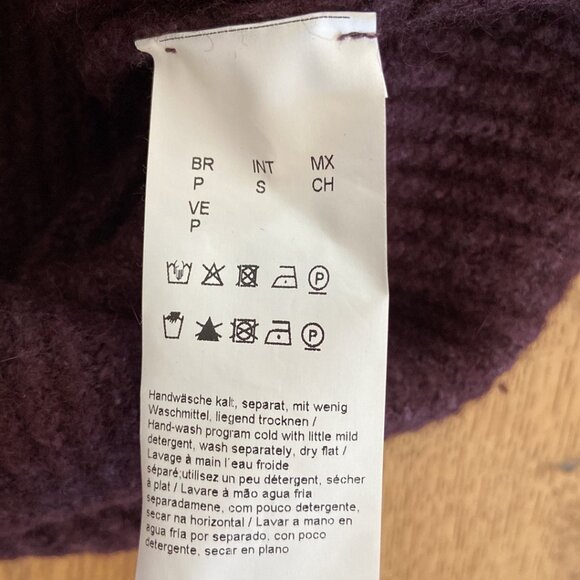 BR INT MX
P S CH
VE
P
P
P
Handwäsche kalt, separat, mit wenig
Waschmittel, liegend trocknen /
Hand-wash program cold with little mild
detergent, wash separately, dry flat /
Lavage à main l'eau froide
séparé;utilisez un peu détergent, sécher
à plat / Lavare à mão agua fria
separadamene, com pouco detergente,
secar na horizontal / Lavar a mano en
agua fría por separado, con poco
detergente, secar en plano